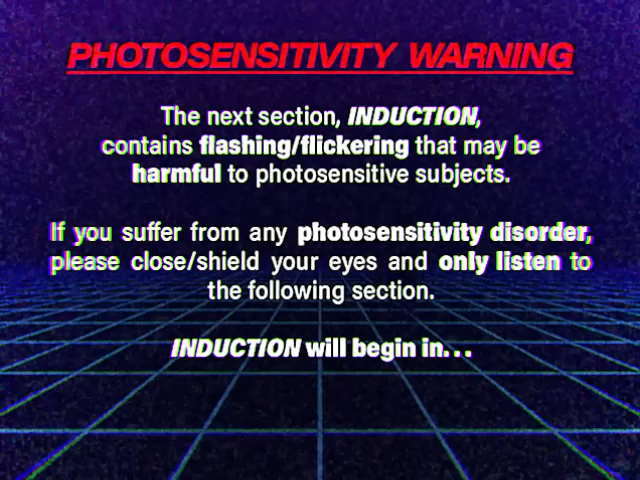 PHOTOSENSITIVITY WARNING
The next section, INDUCTION,
contains flashing/flickering that may be
harmful to photosensitive subjects.
If you suffer from any photosensitivity disorder,
please close/shield your eyes and only listen to
the following section.
INDUCTION will begin in...